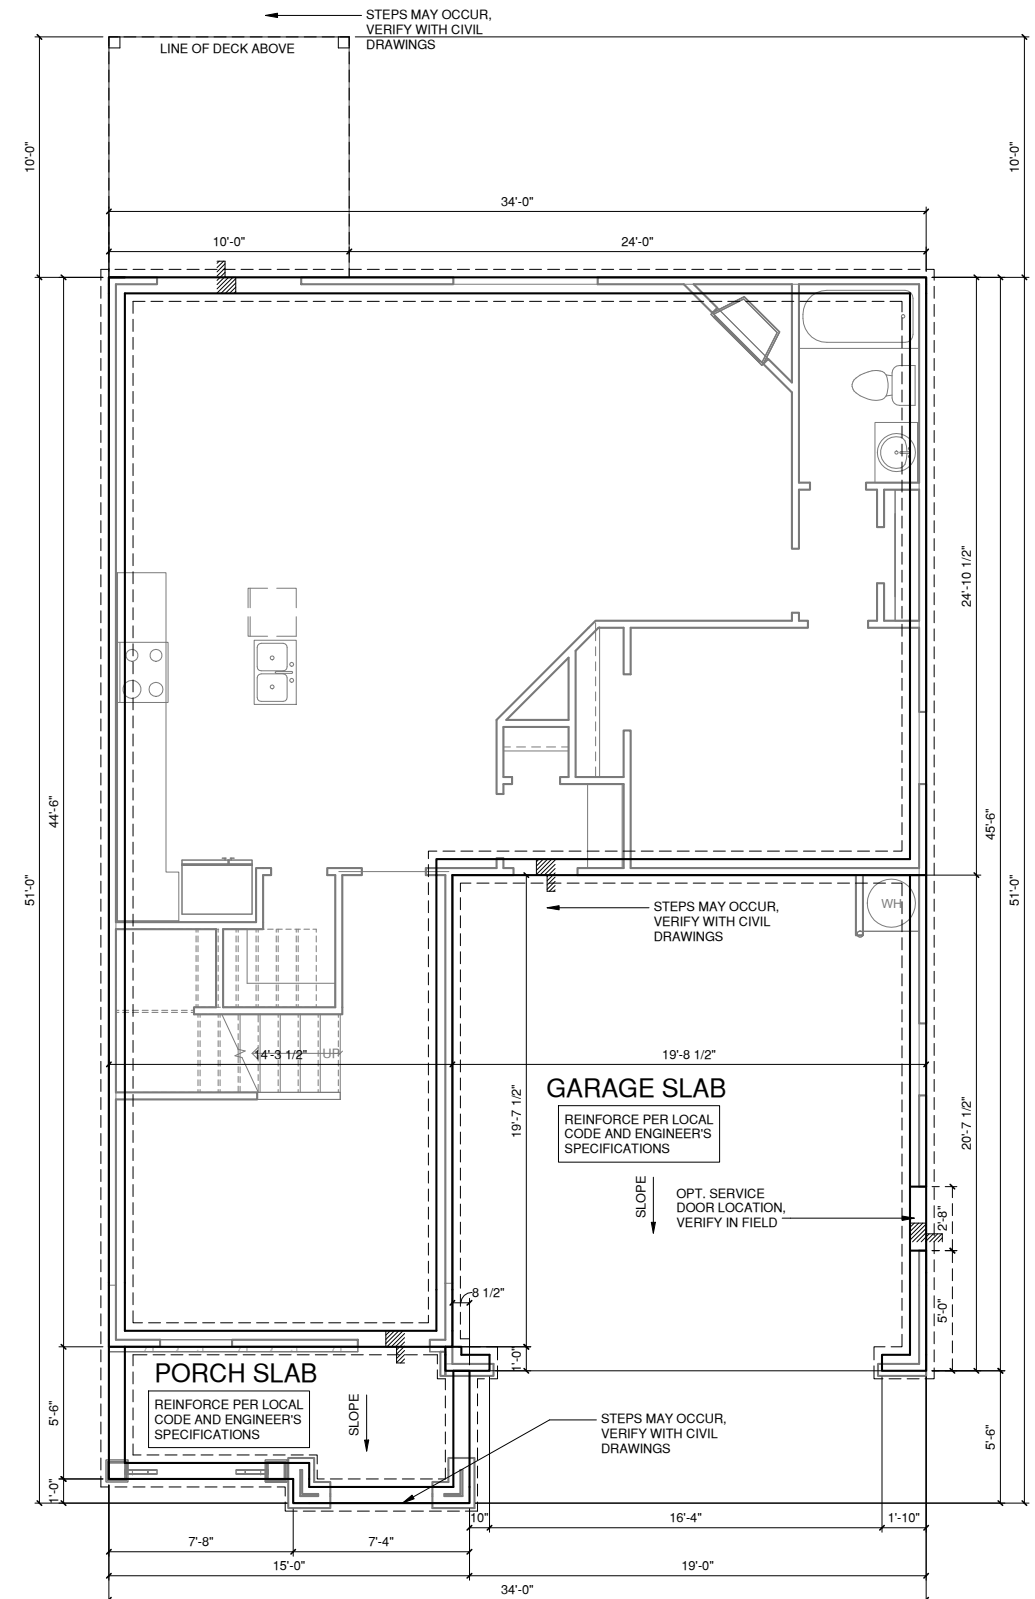 STEPS MAY OCCUR,
VERIFY WITH CIVIL
DRAWINGS
LINE OF DECK ABOVE
10'-0"
10'-0"
34'-0"
10'-0"
24'-0"
24'-10 1/2"
44'-6"
45'-6"
51'-0"
51'-0"
WH
STEPS MAY OCCUR,
VERIFY WITH CIVIL
DRAWINGS
14'-3 1/2"
UP
19'-8 1/2"
GARAGE SLAB
REINFORCE PER LOCAL
CODE AND ENGINEER'S
SPECIFICATIONS
19'-7 1/2"
20'-7 1/2"
SLOPE
OPT. SERVICE
DOOR LOCATION,
VERIFY IN FIELD
2'-8"
8 1/2"
5'-0"
1'-0"
PORCH SLAB
REINFORCE PER LOCAL
CODE AND ENGINEER'S
SPECIFICATIONS
SLOPE
5'-6"
STEPS MAY OCCUR,
VERIFY WITH CIVIL
DRAWINGS
5'-6"
1'-0"
10"
16'-4"
1'-10"
7'-8"
7'-4"
15'-0"
19'-0"
34'-0"